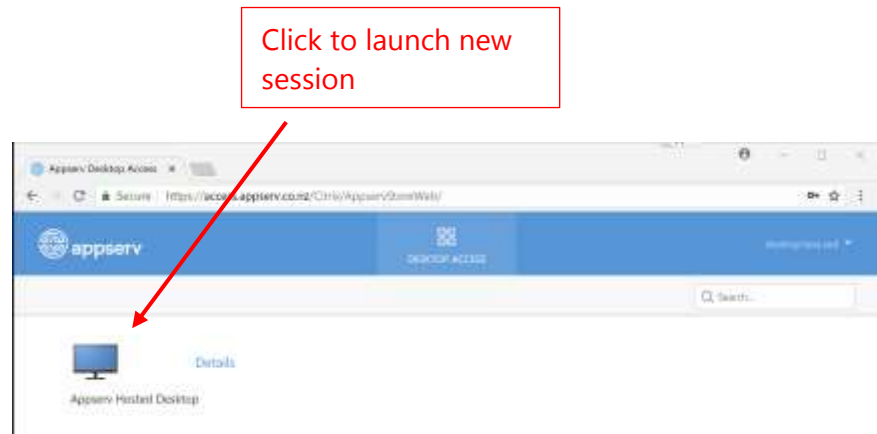 Click to launch new
session
Appserv Desktop Access
Secure https://access.appserv.co.nz/Citrix/AppservStoreWeb/
appserv
DESKTOP ACCESS
Search...
Details
Appserv Hosted Desktop